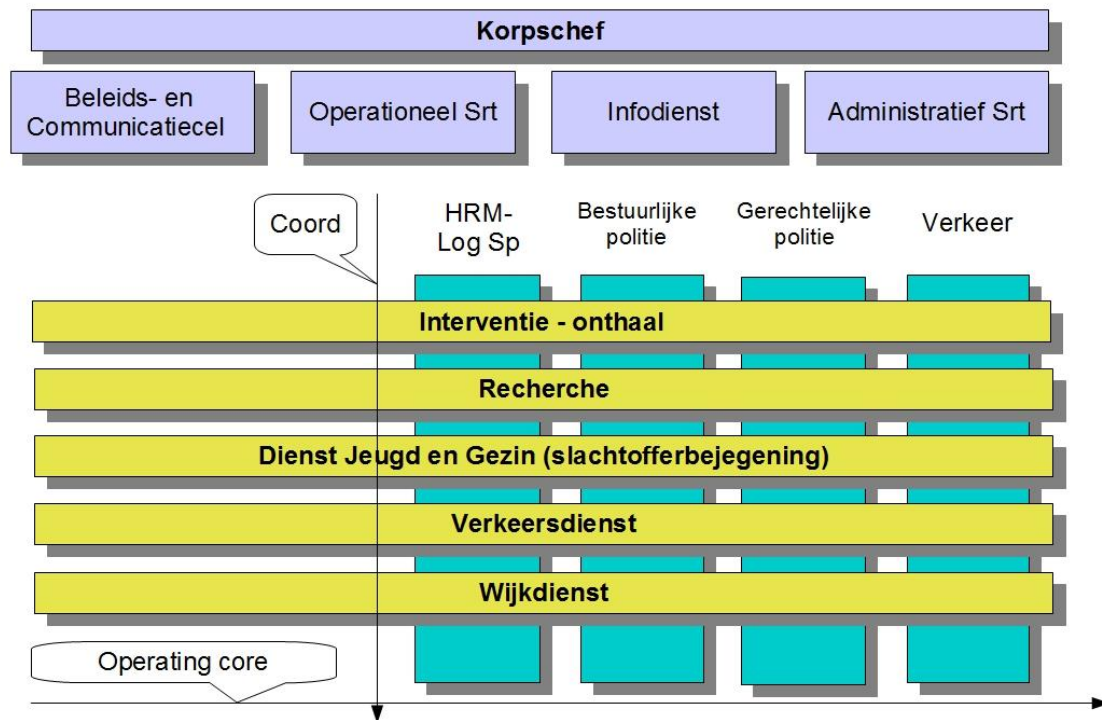 Korpschef
Beleids- en
Communicatiecel
Operationeel Srt
Infodienst
Administratief Srt
Coord
HRM-
Log Sp
Bestuurlijke
politie
Gerechtelijke
politie
Verkeer
Interventie - onthaal
Recherche
Dienst Jeugd en Gezin (slachtofferbejegening)
Verkeersdienst
Wijkdienst
Operating core